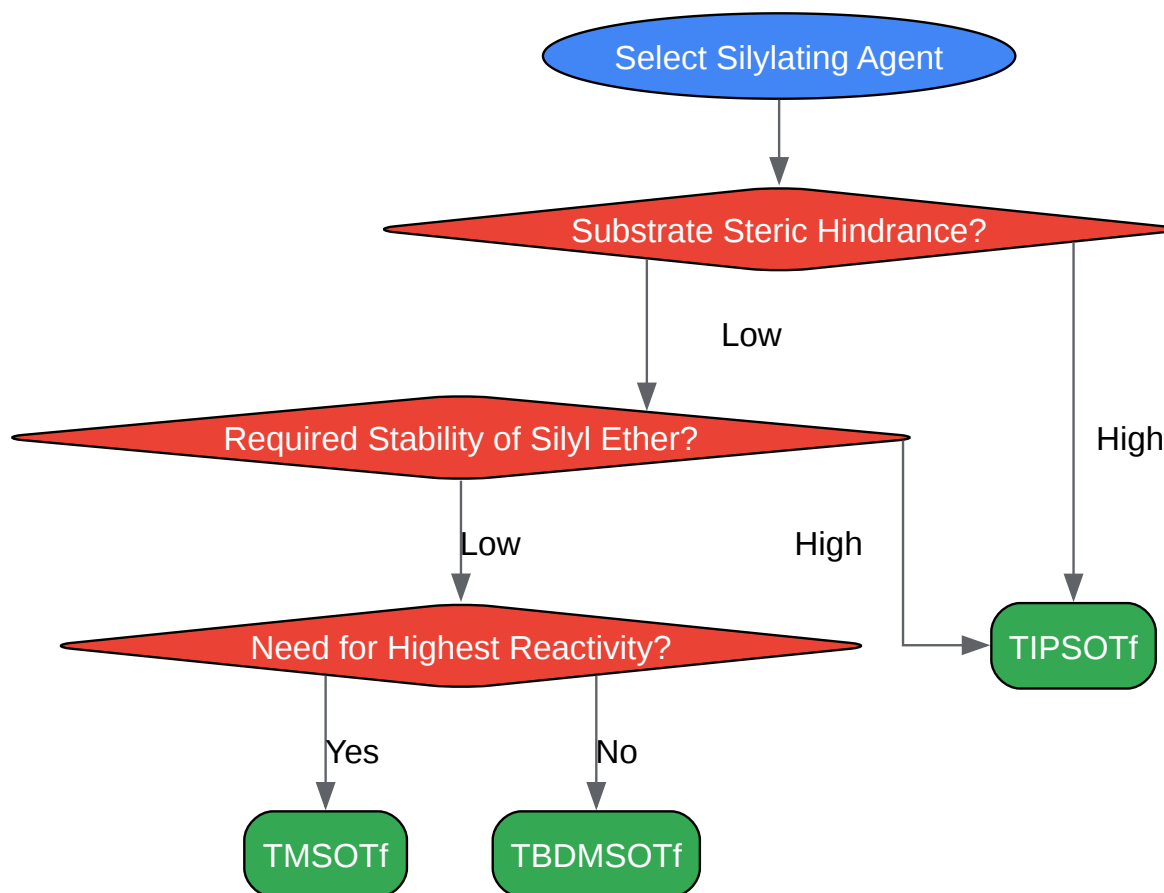 Select Silylating Agent
Substrate Steric Hindrance?
Low
High
Required Stability of Silyl Ether?
Low
High
Need for Highest Reactivity?
TIPSOTf
Yes
No
TMSOTf
TBDMSOTf